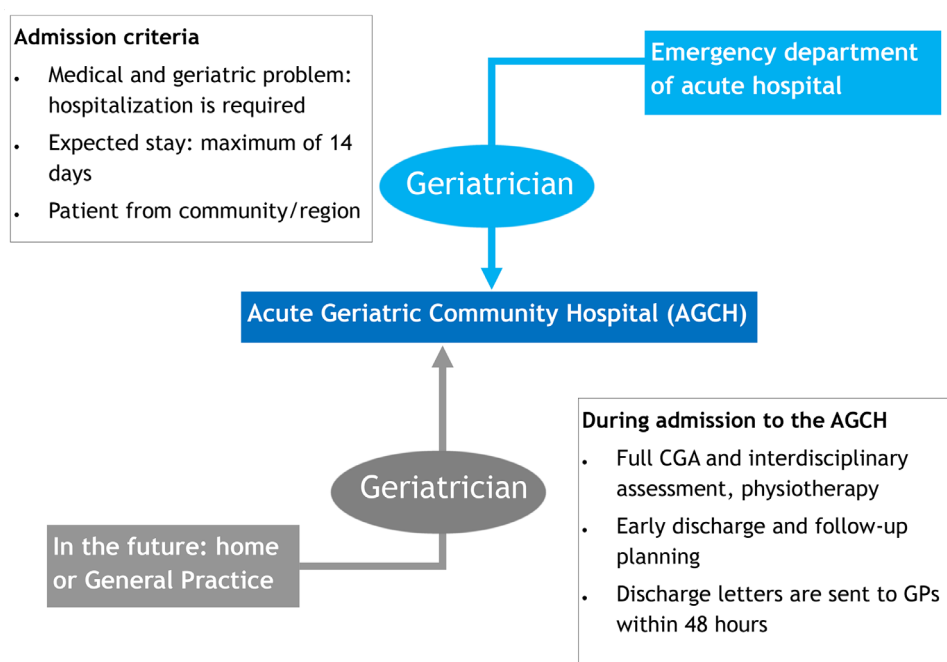 Admission criteria
• Medical and geriatric problem:
hospitalization is required
• Expected stay: maximum of 14
days
• Patient from community/region
Emergency department
of acute hospital
Geriatrician
Acute Geriatric Community Hospital (AGCH)
Geriatrician
In the future: home
or General Practice
During admission to the AGCH
• Full CGA and interdisciplinary
assessment, physiotherapy
• Early discharge and follow-up
planning
• Discharge letters are sent to GPs
within 48 hours